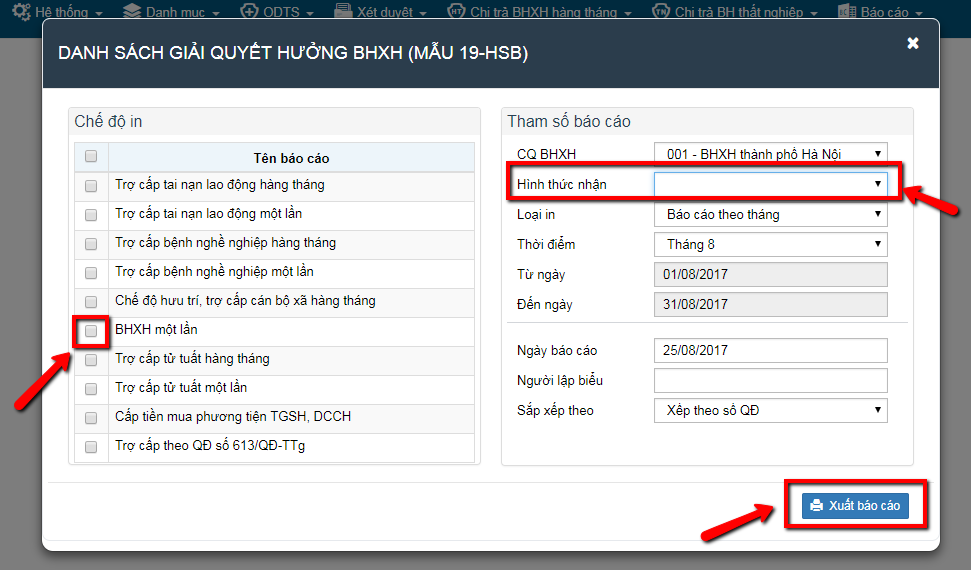 Hệ thống Danh mục ODTS Xét duyệt Chi trả BHXH hàng tháng Chi trả BH thất nghiệp Báo cáo
DANH SÁCH GIẢI QUYẾT HƯỞNG BHXH (MẪU 19-HSB)
Chế độ in
Tên báo cáo
Trợ cấp tai nạn lao động hàng tháng
Trợ cấp tai nạn lao động một lần
Trợ cấp bệnh nghề nghiệp hàng tháng
Trợ cấp bệnh nghề nghiệp một lần
Chế độ hưu trí, trợ cấp cán bộ xã hàng tháng
BHXH một lần
Trợ cấp tử tuất hàng tháng
Trợ cấp tử tuất một lần
Cấp tiền mua phương tiện TGSH, DCCH
Trợ cấp theo QĐ số 613/QĐ-TTg
Tham số báo cáo
CQ BHXH 001 - BHXH thành phố Hà Nội
Hình thức nhận
Loại in Báo cáo theo tháng
Thời điểm Tháng 8
Từ ngày 01/08/2017
Đến ngày 31/08/2017
Ngày báo cáo 25/08/2017
Người lập biểu
Sắp xếp theo Xếp theo số QĐ
Xuất báo cáo